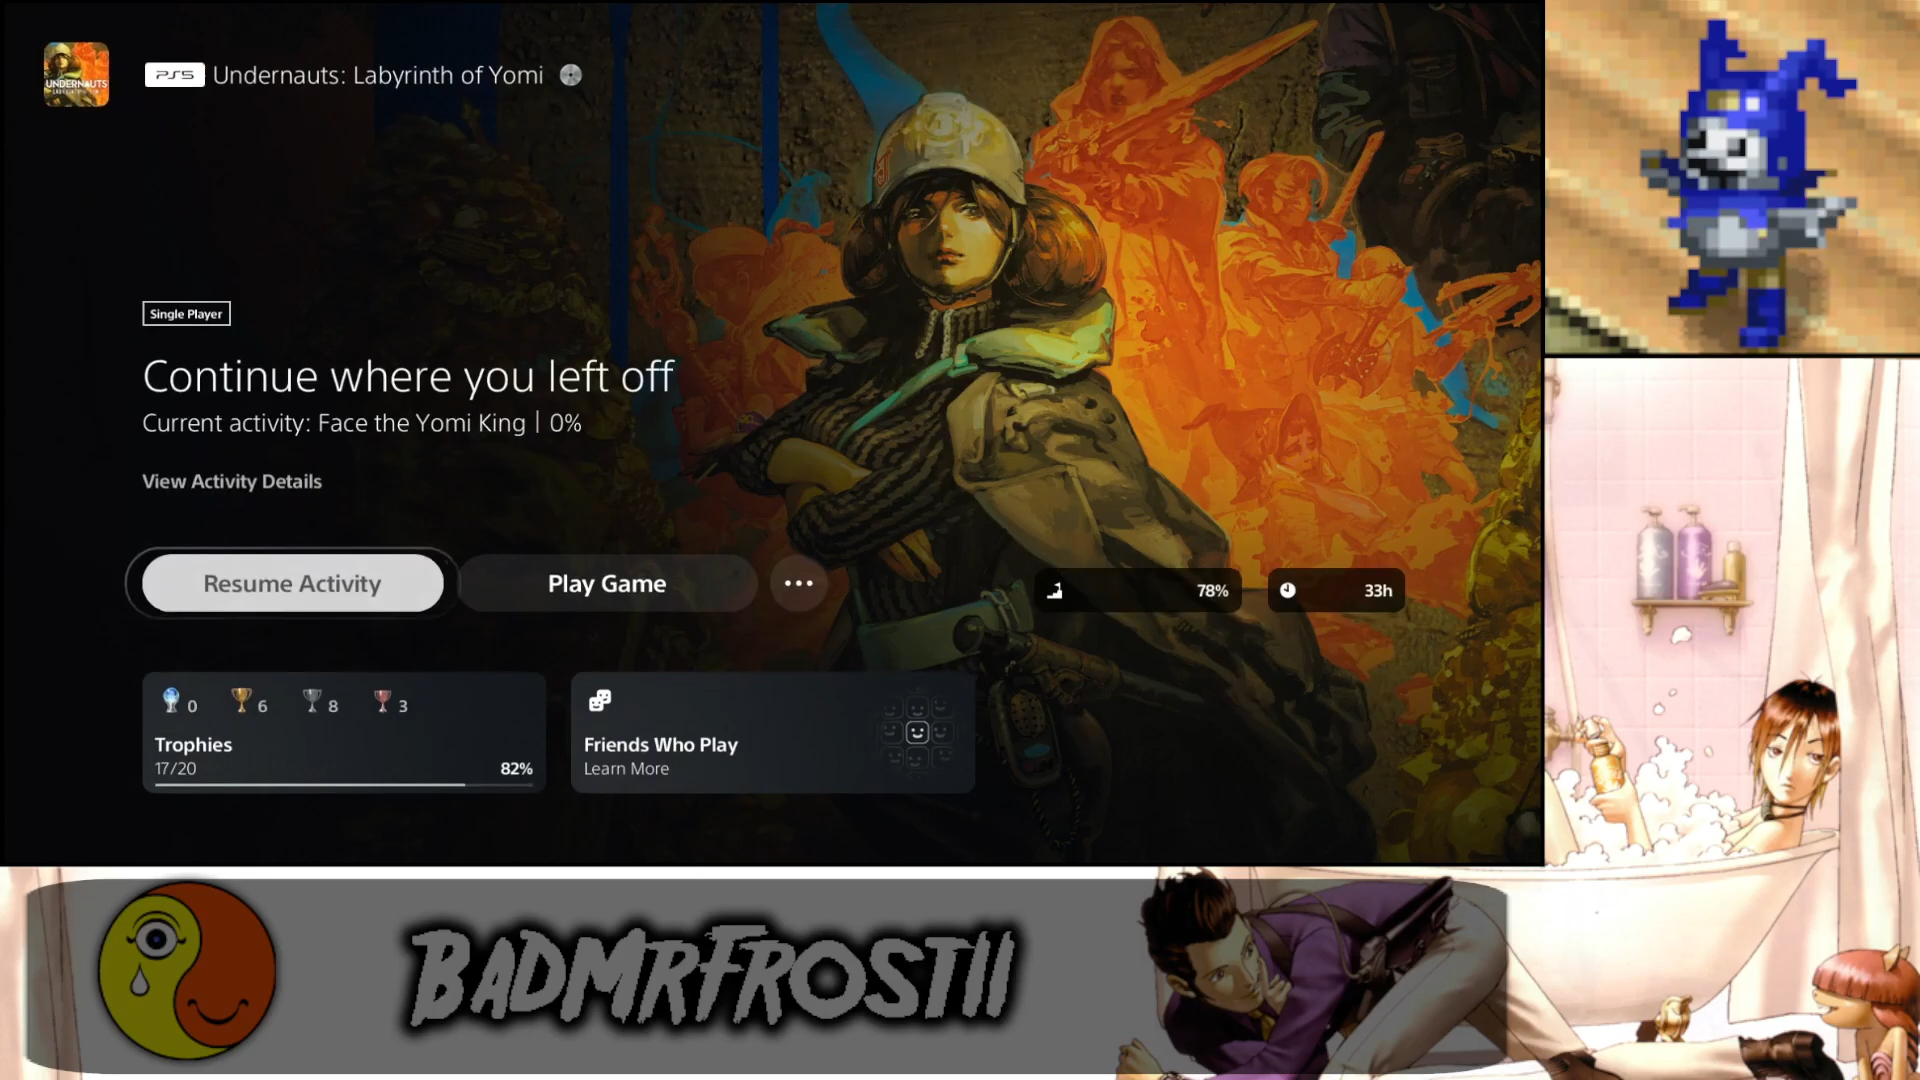 UNDERNAUTS
PS5 Undernauts: Labyrinth of Yomi
Single Player
Continue where you left off
Current activity: Face the Yomi King | 0%
View Activity Details
Resume Activity
Play Game
78%
33h
0 6 8 3
Trophies
17/20 82%
Friends Who Play
Learn More
BADMRFROSTII